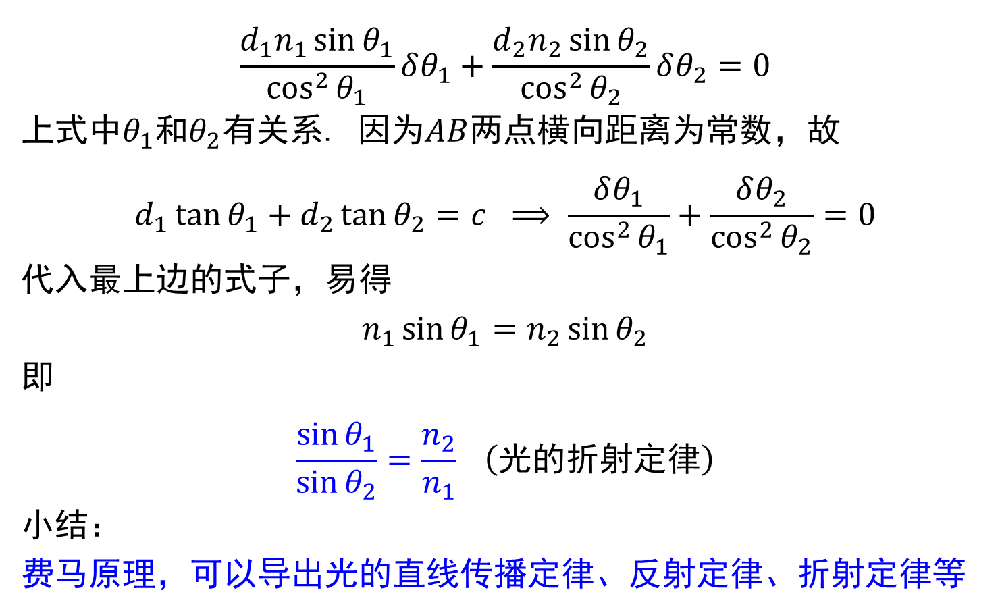 $$\frac{d_1 n_1 \sin\theta_1}{\cos^2\theta_1}\delta\theta_1 + \frac{d_2 n_2 \sin\theta_2}{\cos^2\theta_2}\delta\theta_2 = 0$$
上式中$\theta_1$和$\theta_2$有关系. 因为$AB$两点横向距离为常数，故
$$d_1 \tan\theta_1 + d_2 \tan\theta_2 = c \implies \frac{\delta\theta_1}{\cos^2\theta_1} + \frac{\delta\theta_2}{\cos^2\theta_2} = 0$$
代入最上边的式子，易得
$$n_1 \sin\theta_1 = n_2 \sin\theta_2$$
即
$$\frac{\sin\theta_1}{\sin\theta_2} = \frac{n_2}{n_1}$$ (光的折射定律)
小结：
费马原理，可以导出光的直线传播定律、反射定律、折射定律等